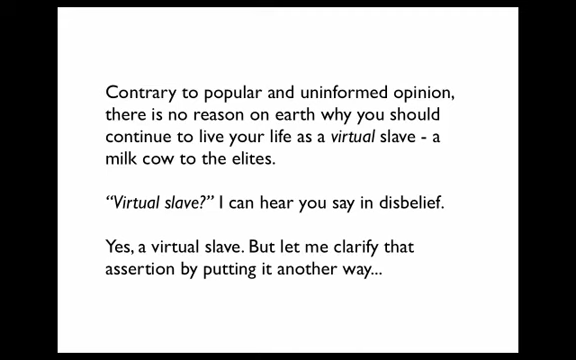 Contrary to popular and uninformed opinion,
there is no reason on earth why you should
continue to live your life as a virtual slave - a
milk cow to the elites.
“Virtual slave?” I can hear you say in disbelief.
Yes, a virtual slave. But let me clarify that
assertion by putting it another way...